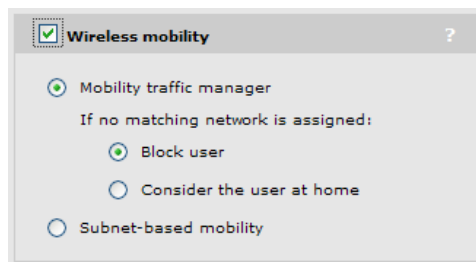 Wireless mobility ?
Mobility traffic manager
If no matching network is assigned:
Block user
Consider the user at home
Subnet-based mobility